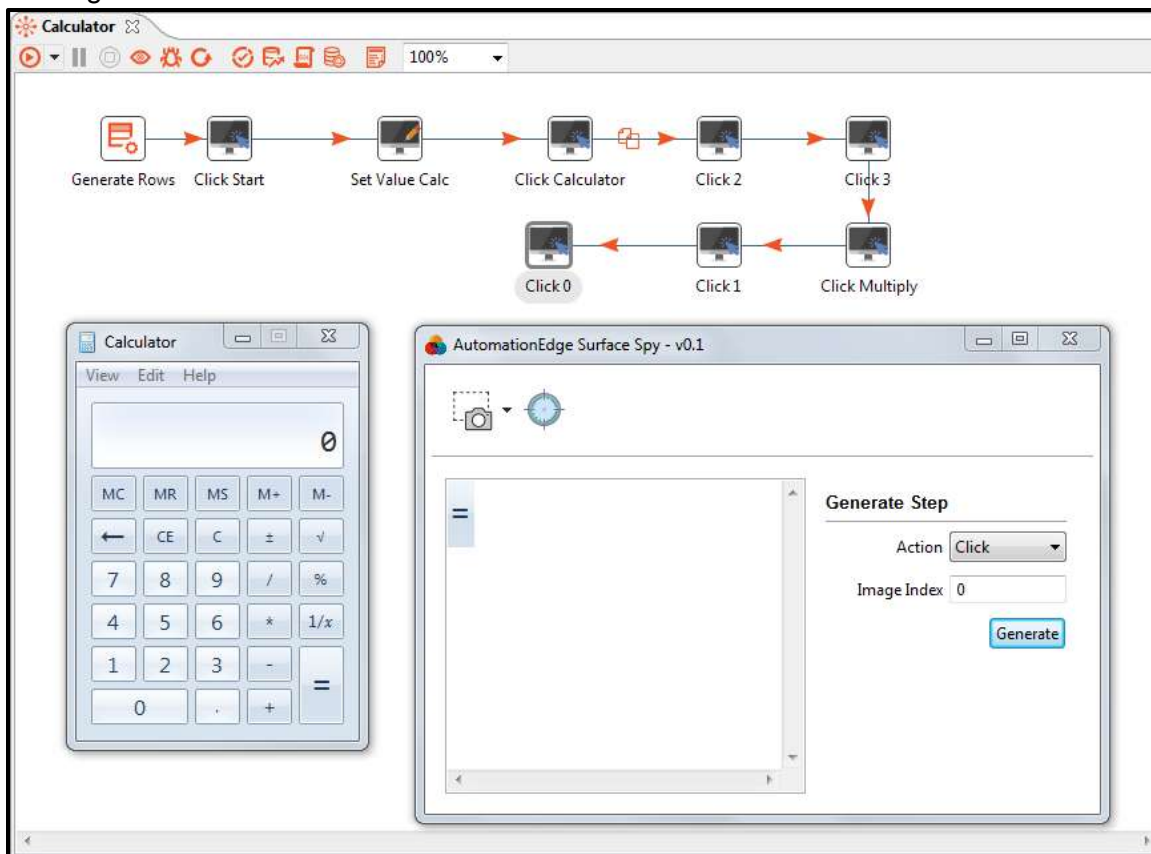 Calculator
100%
Generate Rows Click Start Set Value Calc Click Calculator Click 2 Click 3
Click 0 Click 1 Click Multiply
Calculator
View Edit Help
0
MC MR MS M+ M-
← CE C ± √
7 8 9 / %
4 5 6 * 1/x
1 2 3 - =
0 . +
AutomationEdge Surface Spy - v0.1
=
Generate Step
Action Click
Image Index 0
Generate